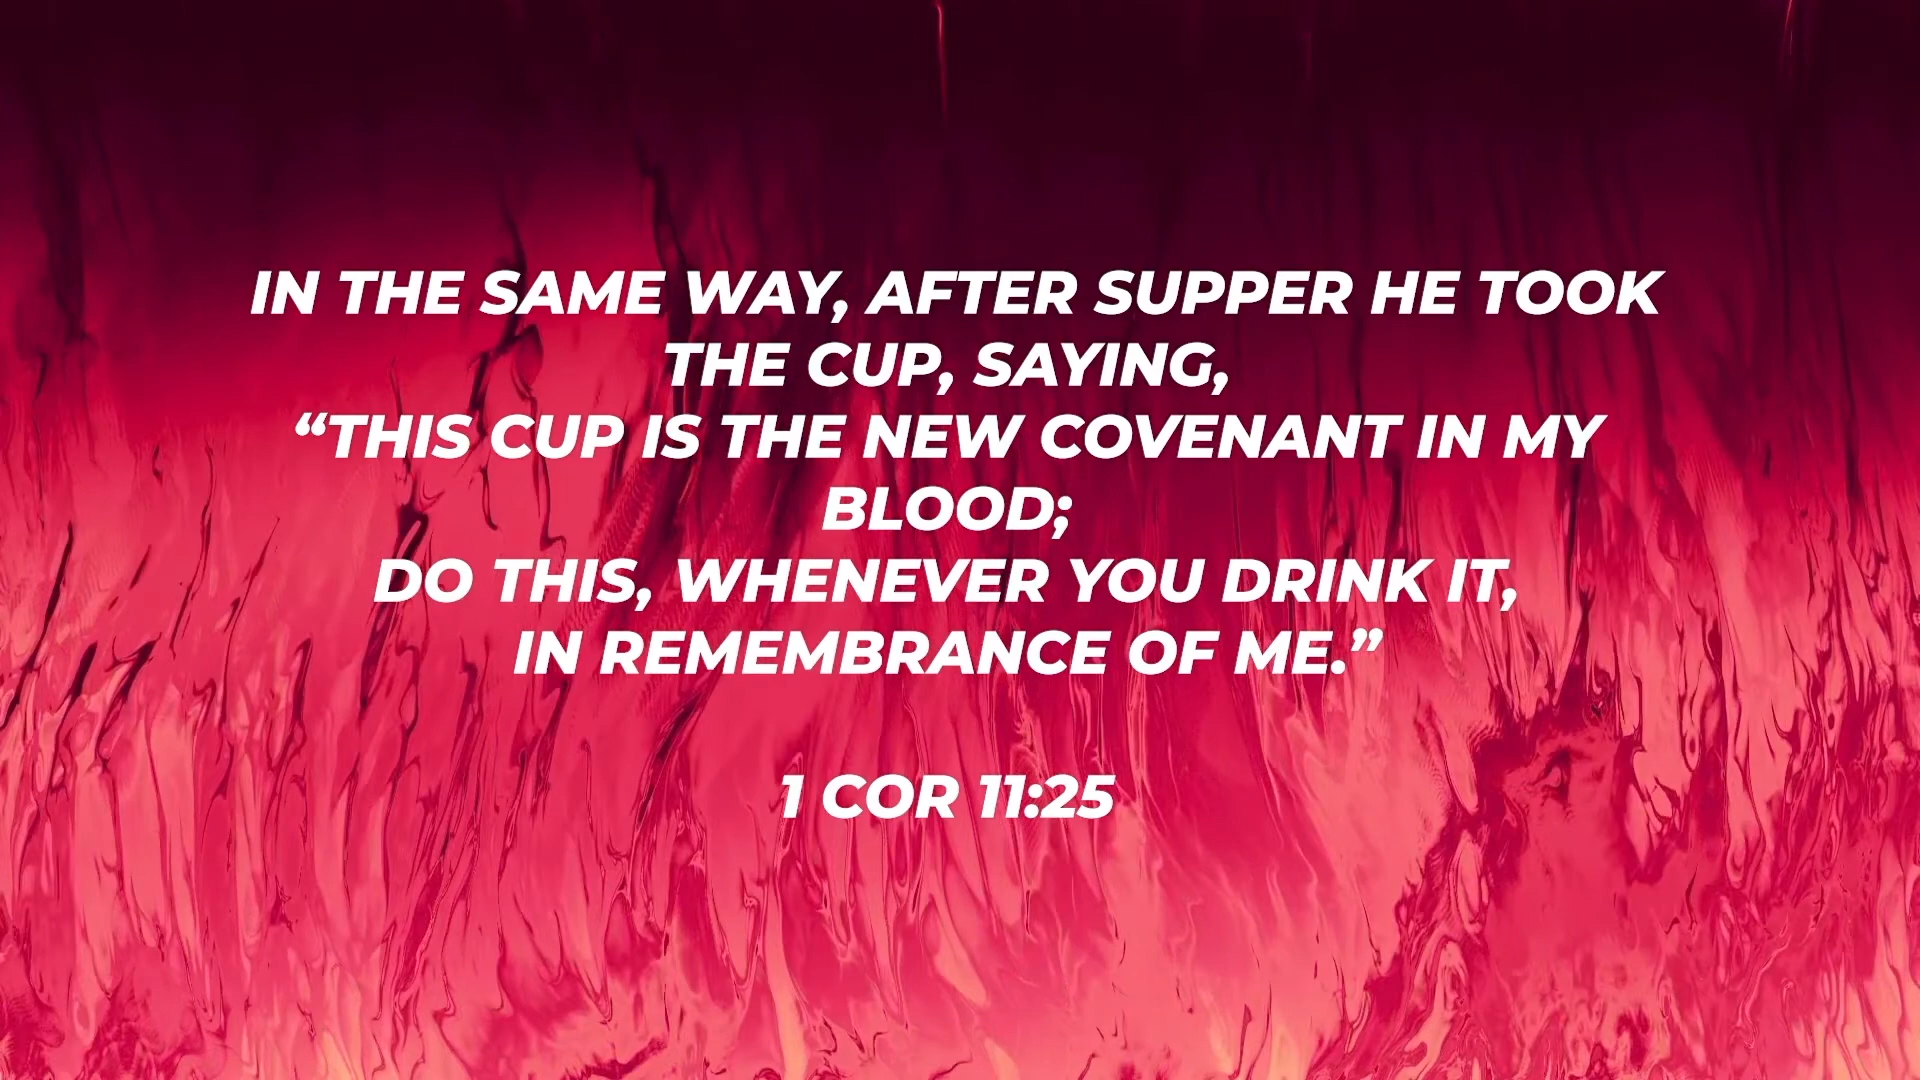 IN THE SAME WAY, AFTER SUPPER HE TOOK
THE CUP, SAYING,
“THIS CUP IS THE NEW COVENANT IN MY
BLOOD;
DO THIS, WHENEVER YOU DRINK IT,
IN REMEMBRANCE OF ME.”
1 COR 11:25